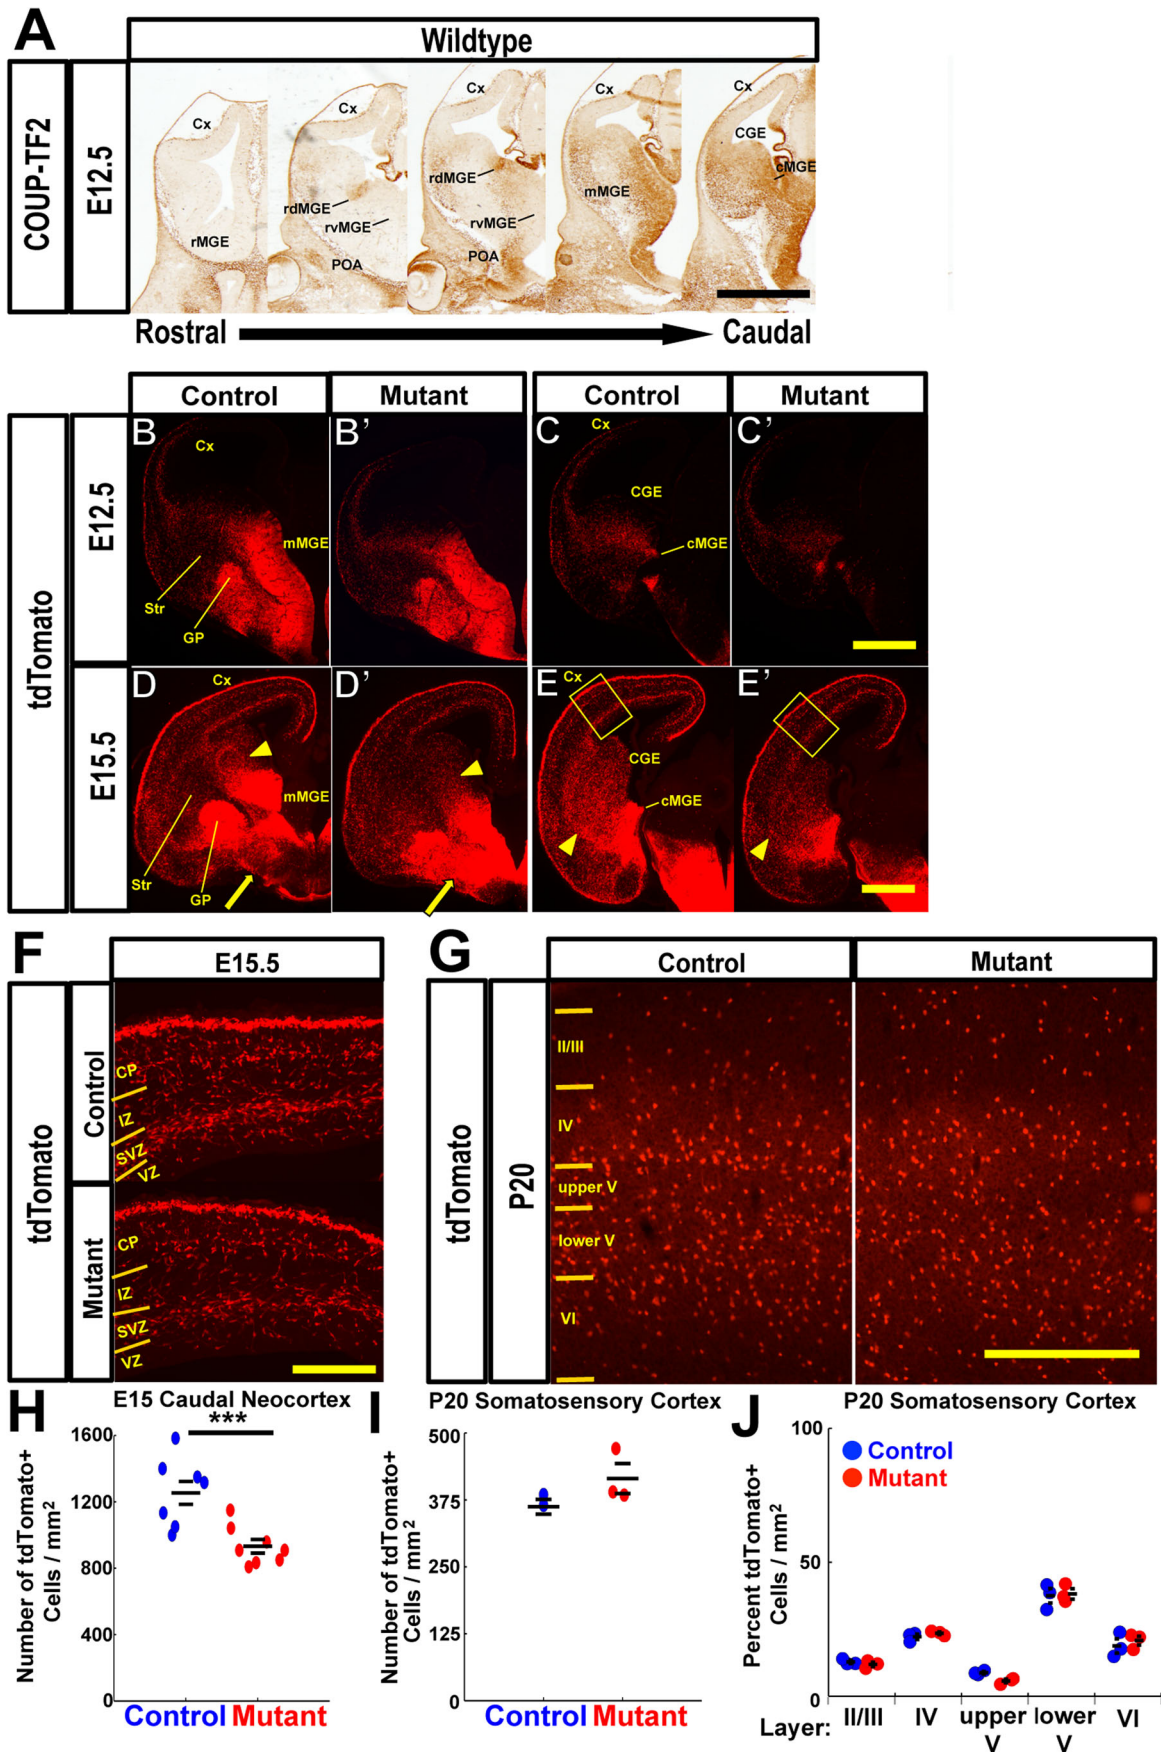 A
Wildtype
COUP-TF2
E12.5
Cx
Cx
Cx
Cx
Cx
CGE
cMGE
rdMGE
rdMGE
mMGE
rvMGE
rvMGE
rMGE
POA
POA
Rostral
Caudal
Control
Mutant
Control
Mutant
tdTomato
E12.5
B
Cx
mMGE
Str
GP
B’
C
Cx
CGE
cMGE
C’
E15.5
D
Cx
mMGE
Str
GP
D’
E
Cx
CGE
cMGE
E’
F
E15.5
tdTomato
Control
CP
IZ
SVZ
VZ
Mutant
CP
IZ
SVZ
VZ
G
Control
Mutant
tdTomato
P20
II/III
IV
upper V
lower V
VI
H
E15 Caudal Neocortex
***
Number of tdTomato+
Cells / mm²
1600
1200
800
400
0
Control Mutant
I
P20 Somatosensory Cortex
Number of tdTomato+
Cells / mm²
500
375
250
125
0
Control Mutant
J
P20 Somatosensory Cortex
Control
Mutant
Percent tdTomato+
Cells / mm²
100
50
0
Layer: II/III IV upper V lower V VI